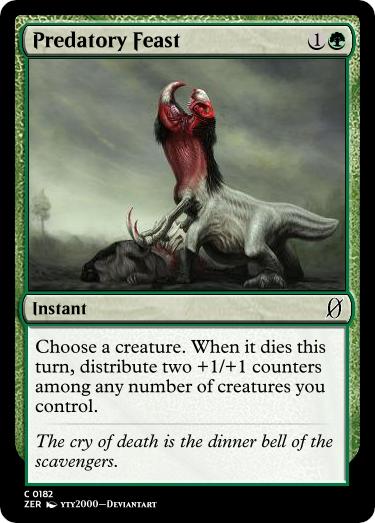 Predatory Feast 1
Instant
Choose a creature. When it dies this
turn, distribute two +1/+1 counters
among any number of creatures you
control.
The cry of death is the dinner bell of the
scavengers.
C 0182
ZER YTY2000–DEVIANTART